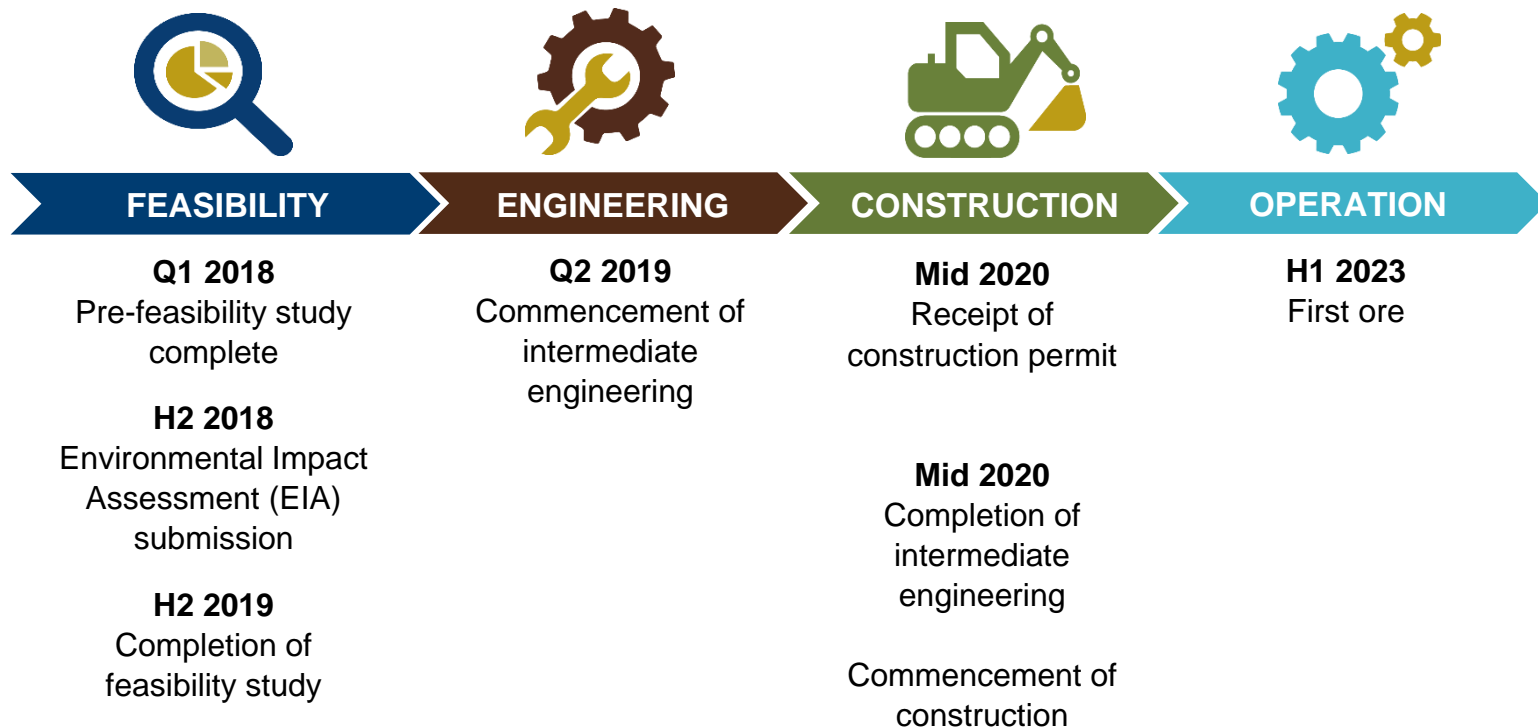 FEASIBILITY
ENGINEERING
CONSTRUCTION
OPERATION
Q1 2018
Pre-feasibility study
complete
H2 2018
Environmental Impact
Assessment (EIA)
submission
H2 2019
Completion of
feasibility study
Q2 2019
Commencement of
intermediate
engineering
Mid 2020
Receipt of
construction permit
Mid 2020
Completion of
intermediate
engineering
Commencement of
construction
H1 2023
First ore